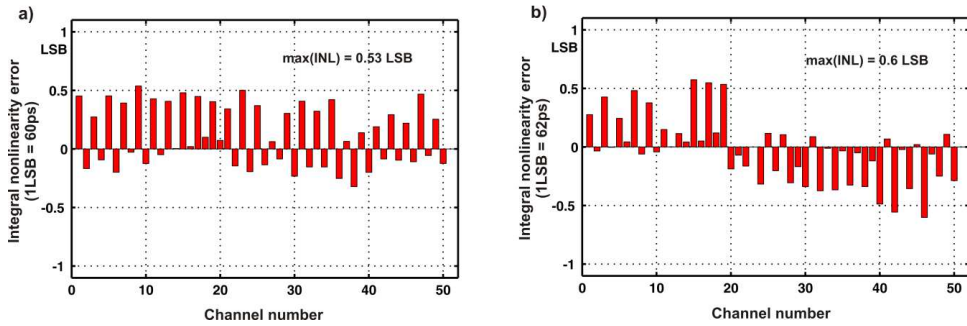 a)
Integral nonlinearity error
(1LSB = 60ps)
1
LSB
0.5
0
-0.5
-1
max(INL) = 0.53 LSB
0 10 20 30 40 50
Channel number
b)
Integral nonlinearity error
(1LSB = 62ps)
1
LSB
0.5
0
-0.5
-1
max(INL) = 0.6 LSB
0 10 20 30 40 50
Channel number